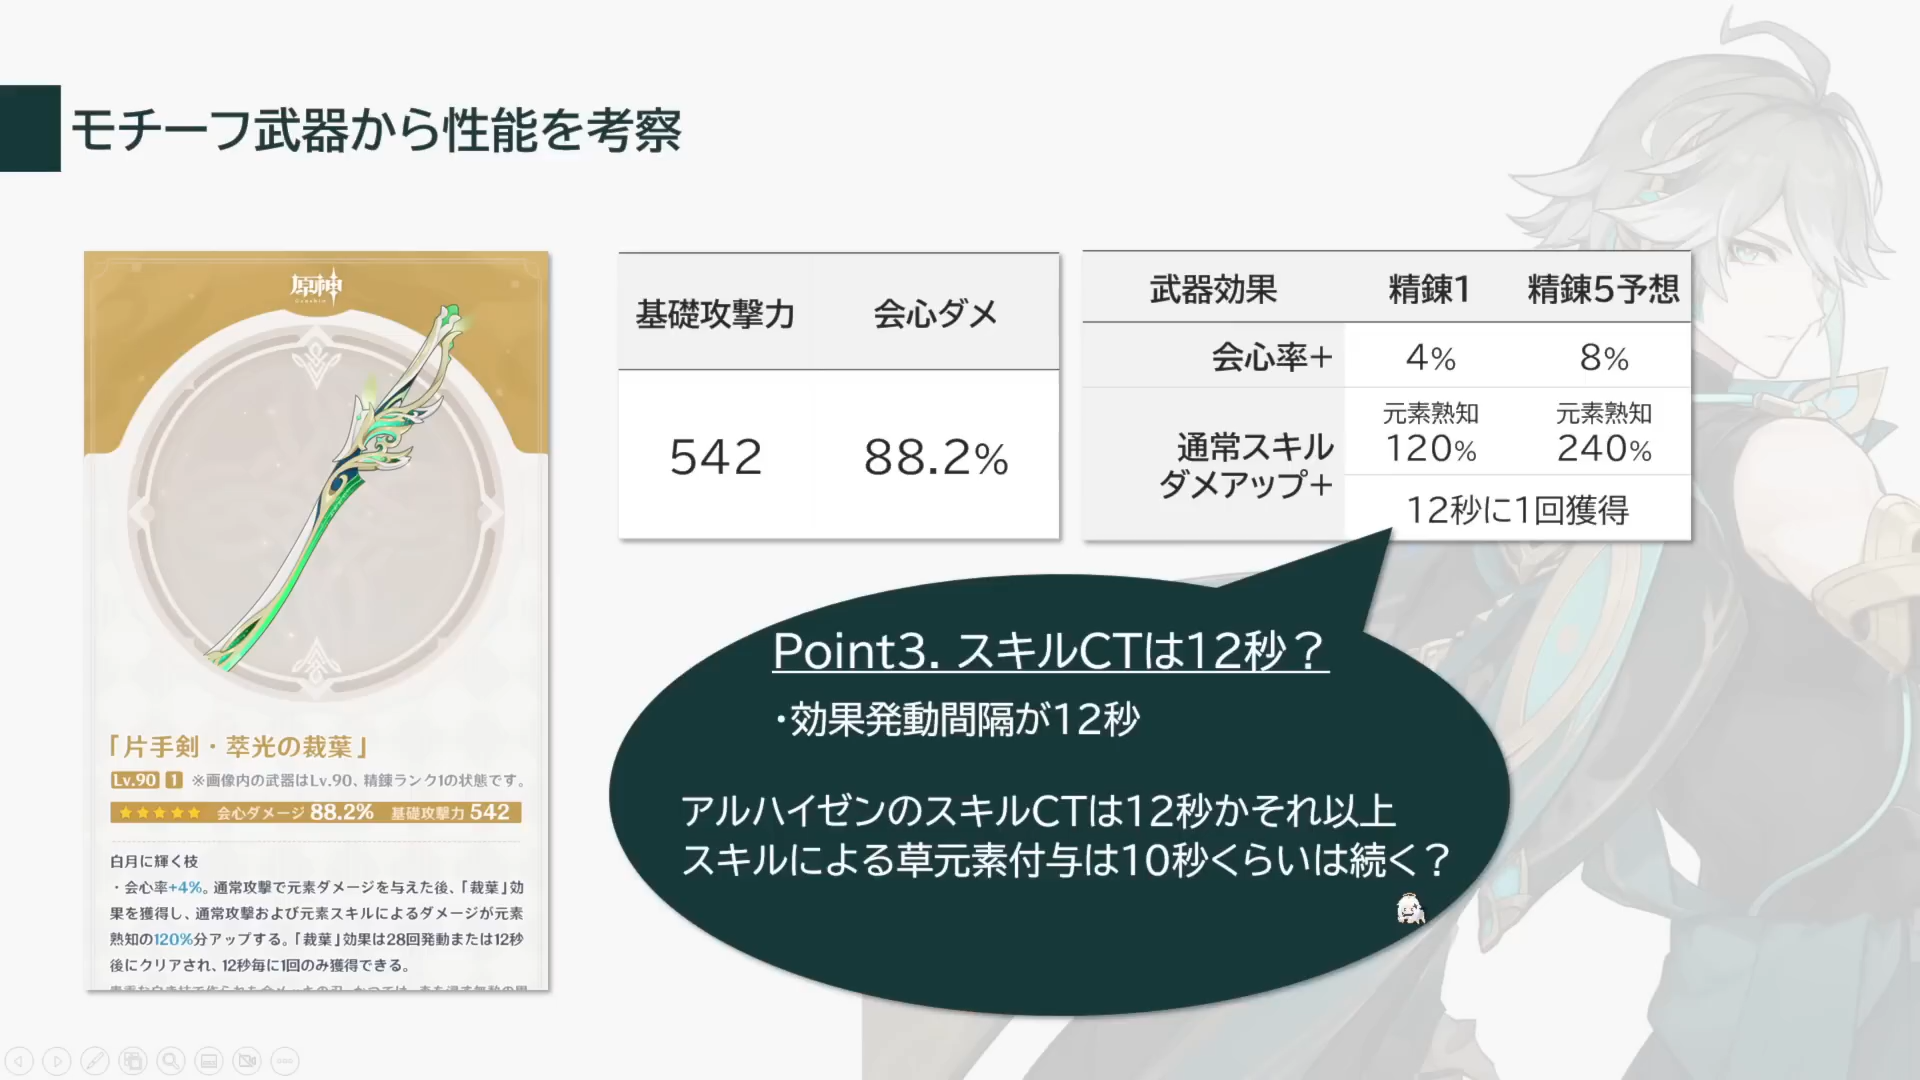 モチーフ武器から性能を考察
原神
Genshin
「片手剣・萃光の裁葉」
Lv.90 1 ※画像内の武器はLv.90、精錬ランク1の状態です。
★★★★★ 会心ダメージ 88.2% 基礎攻撃力 542
白月に輝く枝
・会心率+4%。通常攻撃で元素ダメージを与えた後、「裁葉」効
果を獲得し、通常攻撃および元素スキルによるダメージが元素
熟知の120%分アップする。「裁葉」効果は28回発動または12秒
後にクリアされ、12秒毎に1回のみ獲得できる。
基礎攻撃力 会心ダメ
542 88.2%
武器効果 精錬1 精錬5予想
会心率＋ 4% 8%
通常スキル
ダメアップ＋
元素熟知 元素熟知
120% 240%
12秒に1回獲得
Point3. スキルCTは12秒？
・効果発動間隔が12秒
アルハイゼンのスキルCTは12秒かそれ以上
スキルによる草元素付与は10秒くらいは続く？